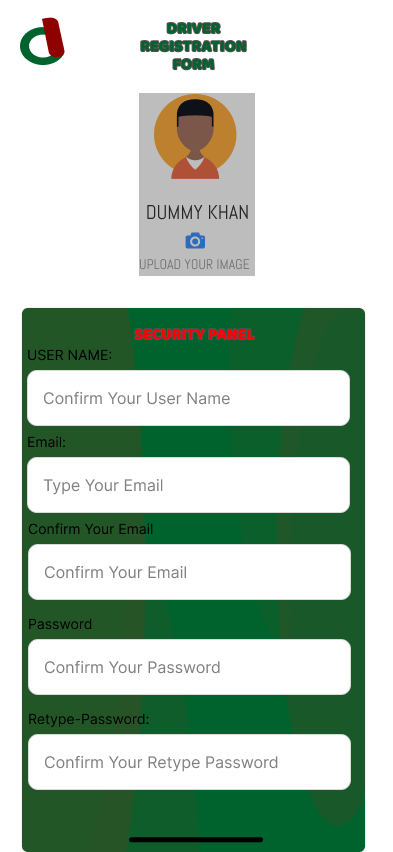 DRIVER
REGISTRATION
FORM
DUMMY KHAN
UPLOAD YOUR IMAGE
SECURITY PANEL
USER NAME:
Confirm Your User Name
Email:
Type Your Email
Confirm Your Email
Confirm Your Email
Password
Confirm Your Password
Retype-Password:
Confirm Your Retype Password